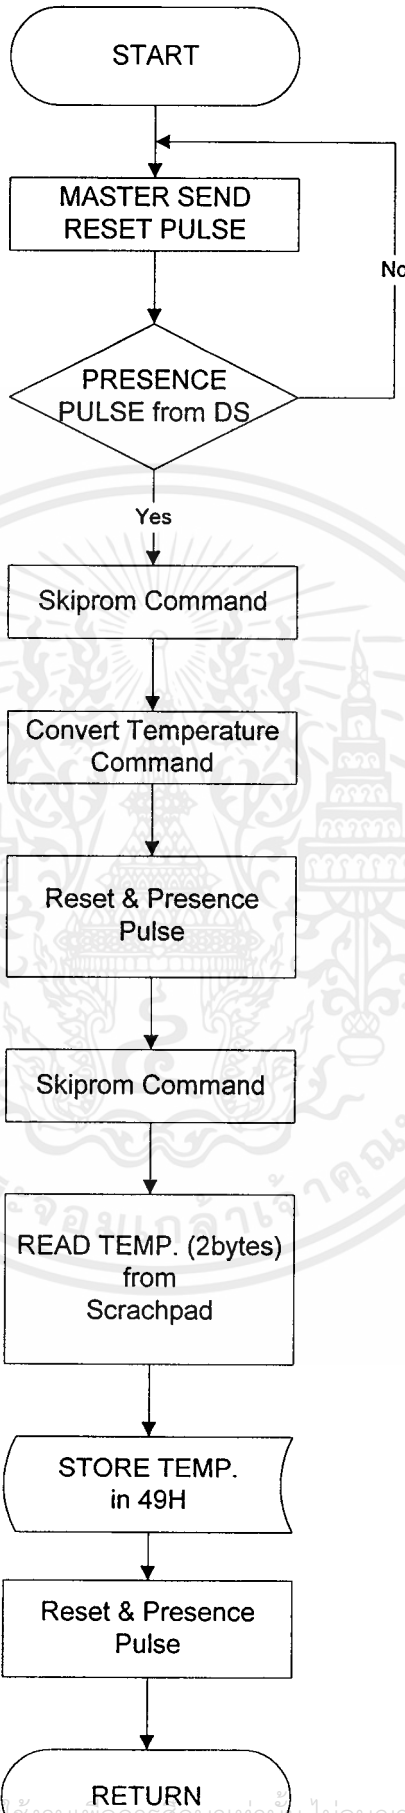 START
MASTER SEND
RESET PULSE
No
PRESENCE
PULSE from DS
Yes
Skiprom Command
Convert Temperature
Command
Reset & Presence
Pulse
Skiprom Command
READ TEMP. (2bytes)
from
Scrachpad
STORE TEMP.
in 49H
Reset & Presence
Pulse
RETURN